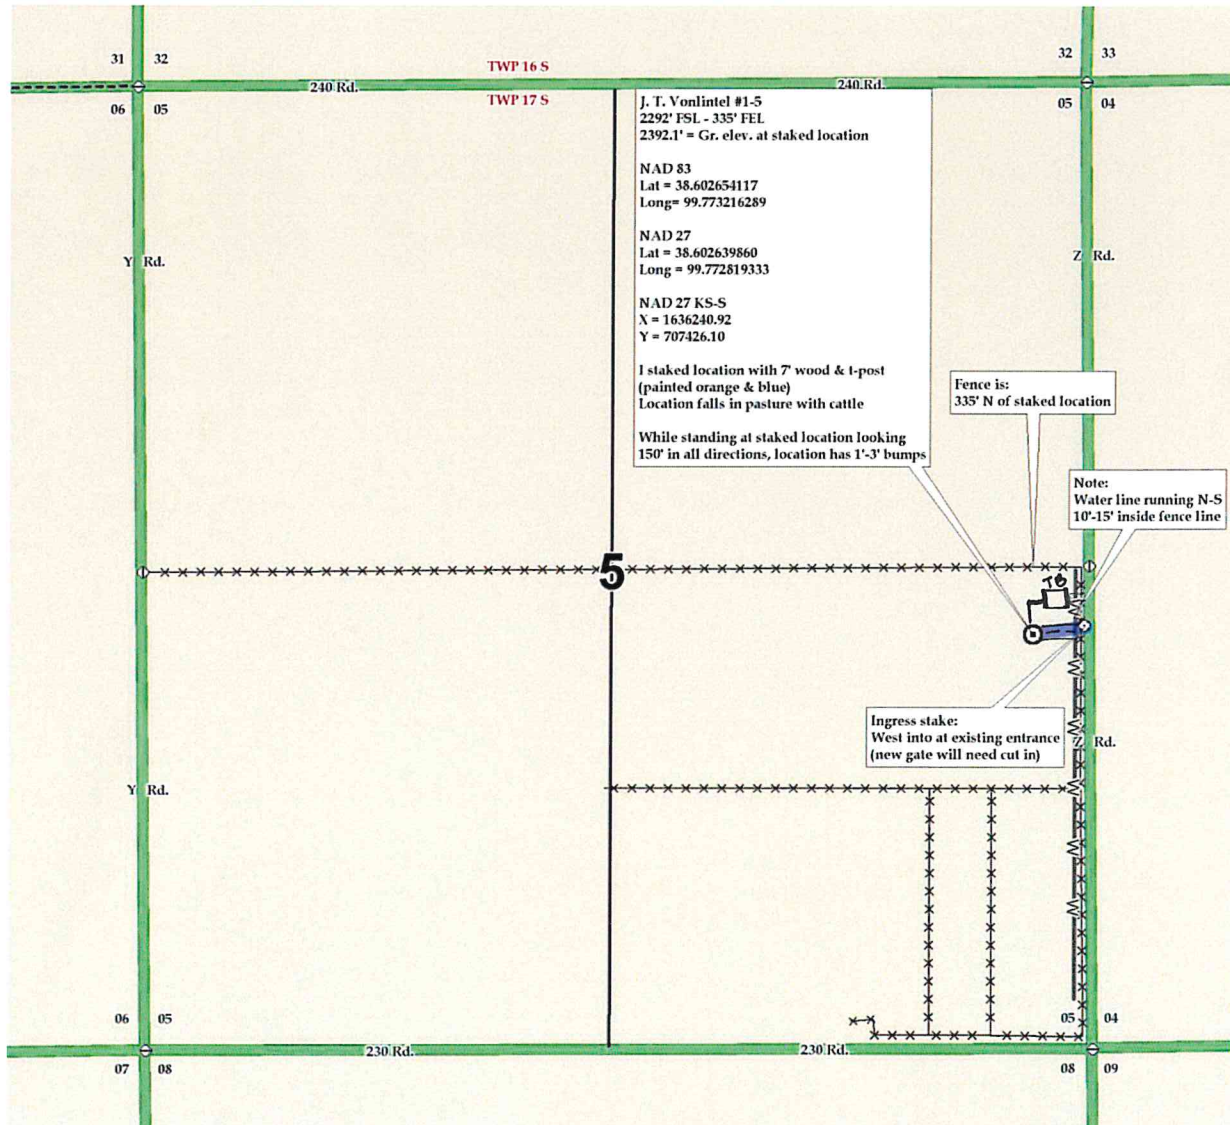 31 32
32 33
TWP 16 S
240 Rd.
240 Rd.
06 05
TWP 17 S
05 04
J. T. Vonlintel #1-5
2292' FSL - 335' FEL
2392.1' = Gr. elev. at staked location
NAD 83
Lat = 38.602654117
Long= 99.773216289
NAD 27
Lat = 38.602639860
Long = 99.772819333
NAD 27 KS-S
X = 1636240.92
Y = 707426.10
I staked location with 7' wood & t-post
(painted orange & blue)
Location falls in pasture with cattle
While standing at staked location looking
150' in all directions, location has 1'-3' bumps
Y Rd.
Z Rd.
Fence is:
335' N of staked location
Note:
Water line running N-S
10'-15' inside fence line
5
TB
Ingress stake:
West into at existing entrance
(new gate will need cut in)
Z Rd.
Y Rd.
06 05
05 04
230 Rd.
230 Rd.
07 08
08 09